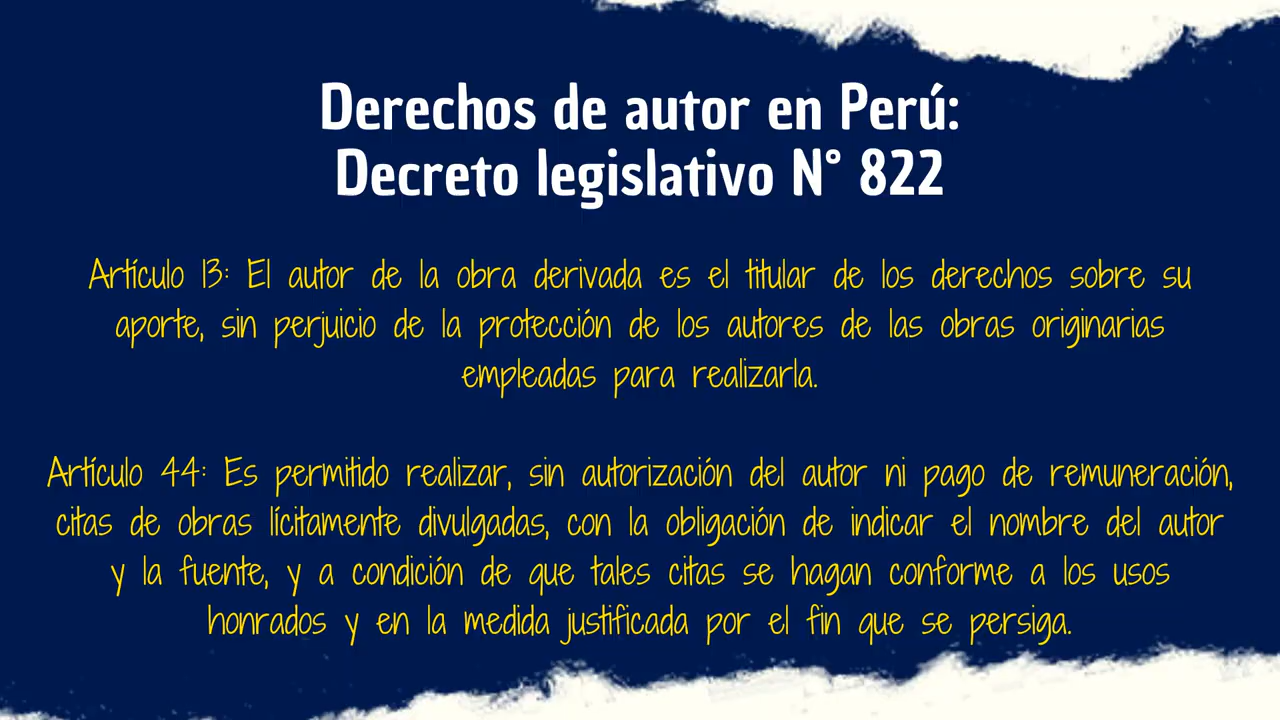 Derechos de autor en Perú:
Decreto legislativo N° 822
Artículo 13: El autor de la obra derivada es el titular de los derechos sobre su
aporte, sin perjuicio de la protección de los autores de las obras originarias
empleadas para realizarla.
Artículo 44: Es permitido realizar, sin autorización del autor ni pago de remuneración,
citas de obras lícitamente divulgadas, con la obligación de indicar el nombre del autor
y la fuente, y a condición de que tales citas se hagan conforme a los usos
honrados y en la medida justificada por el fin que se persiga.